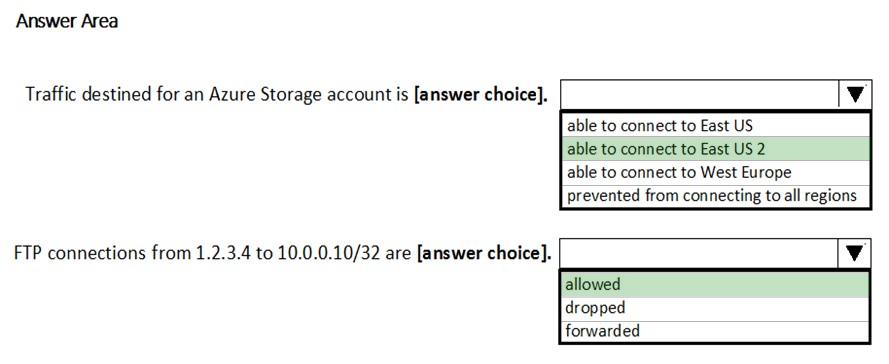 Answer Area
Traffic destined for an Azure Storage account is [answer choice].
able to connect to East US
able to connect to East US 2
able to connect to West Europe
prevented from connecting to all regions
FTP connections from 1.2.3.4 to 10.0.0.10/32 are [answer choice].
allowed
dropped
forwarded